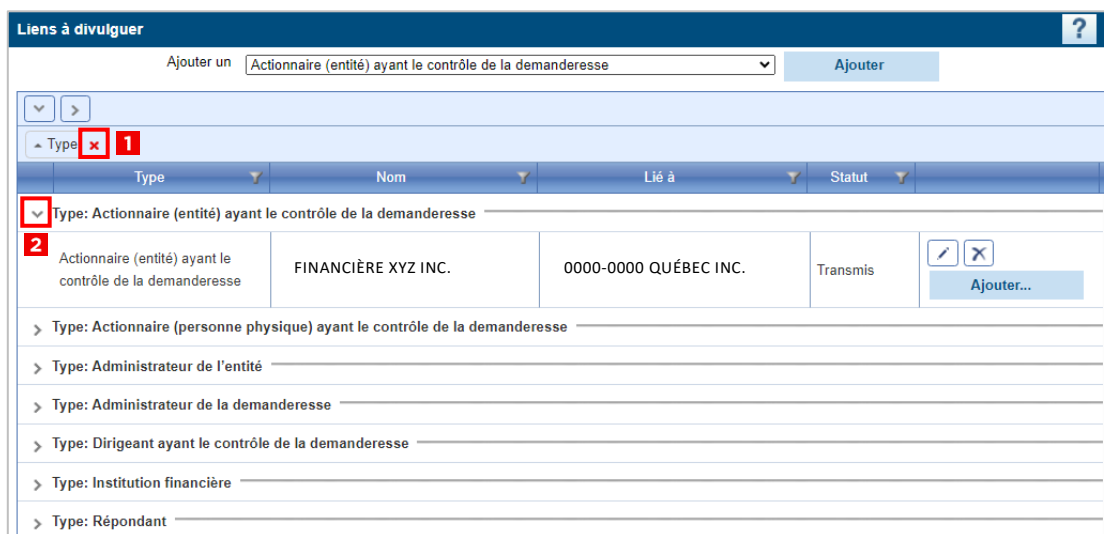 Liens à divulguer ?
Ajouter un Actionnaire (entité) ayant le contrôle de la demanderesse Ajouter
Type 1
Type Nom Lié à Statut
Type: Actionnaire (entité) ayant le contrôle de la demanderesse
2
Actionnaire (entité) ayant le
contrôle de la demanderesse
FINANCIÈRE XYZ INC.
0000-0000 QUÉBEC INC.
Transmis
Ajouter...
Type: Actionnaire (personne physique) ayant le contrôle de la demanderesse
Type: Administrateur de l'entité
Type: Administrateur de la demanderesse
Type: Dirigeant ayant le contrôle de la demanderesse
Type: Institution financière
Type: Répondant